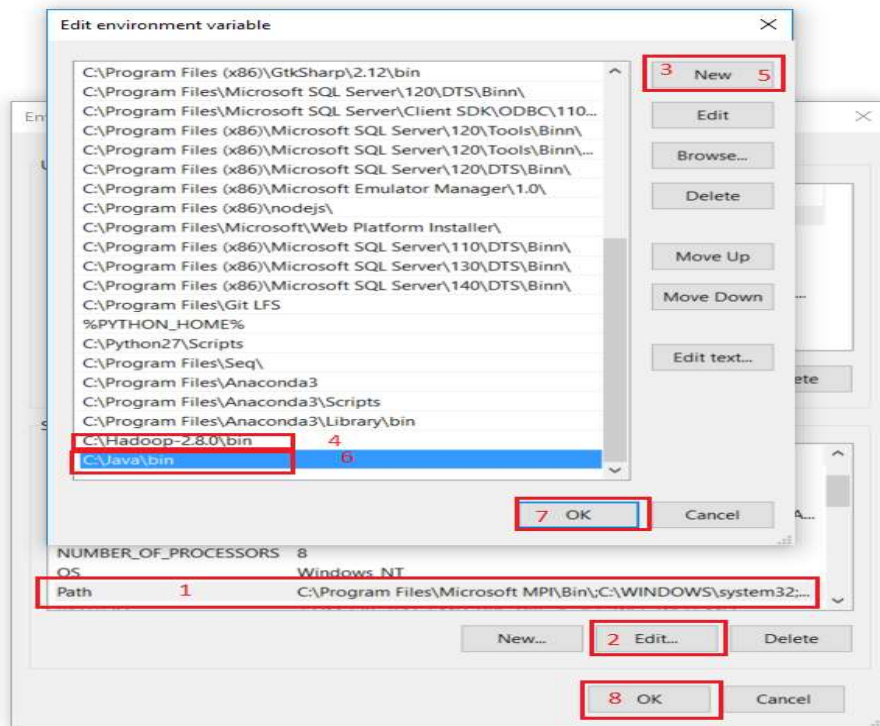 Edit environment variable
C:\Program Files (x86)\GtkSharp\2.12\bin
C:\Program Files\Microsoft SQL Server\120\DTS\Binn\
C:\Program Files\Microsoft SQL Server\Client SDK\ODBC\110...
C:\Program Files (x86)\Microsoft SQL Server\120\Tools\Binn\
C:\Program Files (x86)\Microsoft SQL Server\120\Tools\Binn\...
C:\Program Files (x86)\Microsoft SQL Server\120\DTS\Binn\
C:\Program Files (x86)\Microsoft Emulator Manager\1.0\
C:\Program Files (x86)\nodejs\
C:\Program Files\Microsoft\Web Platform Installer\
C:\Program Files (x86)\Microsoft SQL Server\110\DTS\Binn\
C:\Program Files (x86)\Microsoft SQL Server\130\DTS\Binn\
C:\Program Files (x86)\Microsoft SQL Server\140\DTS\Binn\
C:\Program Files\Git LFS
%PYTHON_HOME%
C:\Python27\Scripts
C:\Program Files\Seq\
C:\Program Files\Anaconda3
C:\Program Files\Anaconda3\Scripts
C:\Program Files\Anaconda3\Library\bin
C:\Hadoop-2.8.0\bin 4
C:\Java\bin 6
3 New 5
Edit
Browse...
Delete
Move Up
Move Down
Edit text...
7 OK
Cancel
En
ete
A...
NUMBER_OF_PROCESSORS 8
OS Windows_NT
Path 1 C:\Program Files\Microsoft MPI\Bin\;C:\WINDOWS\system32;...
New...
2 Edit...
Delete
8 OK
Cancel